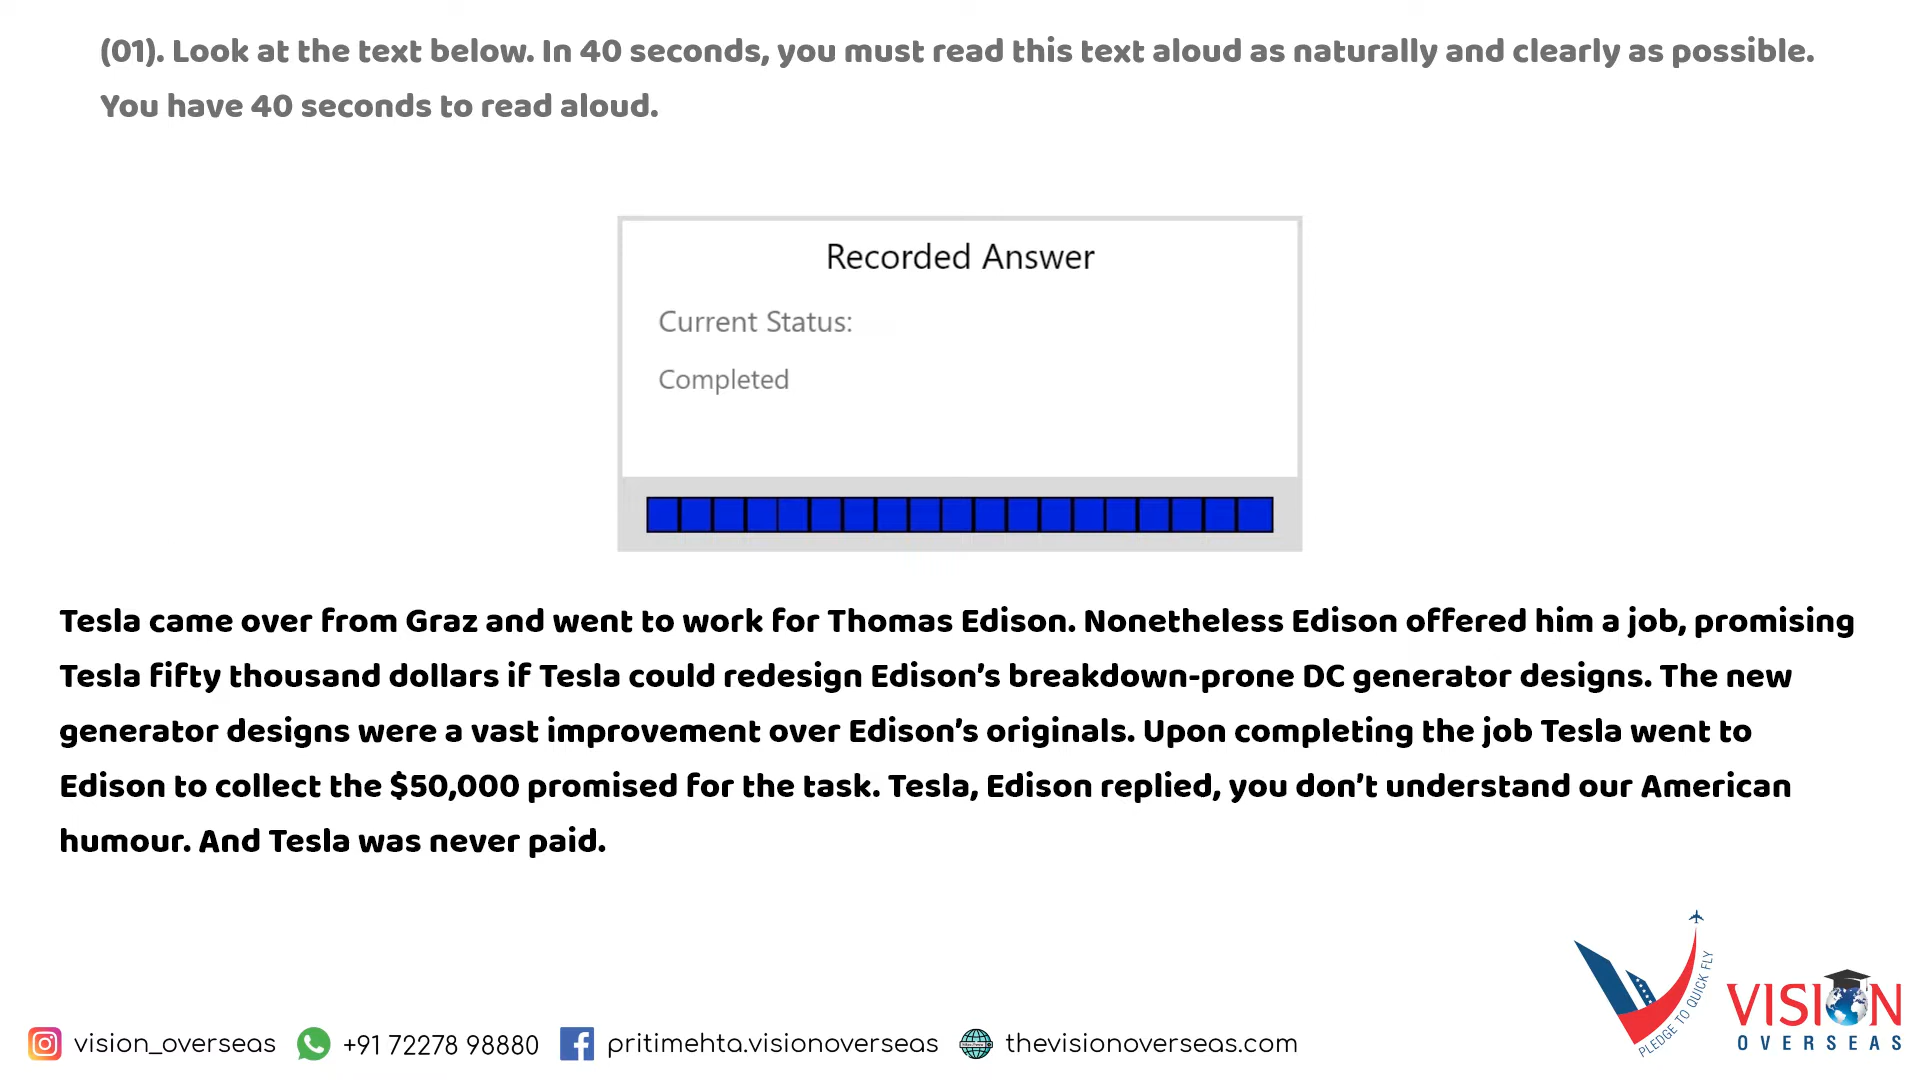 (01). Look at the text below. In 40 seconds, you must read this text aloud as naturally and clearly as possible.
You have 40 seconds to read aloud.
Recorded Answer
Current Status:
Completed
Tesla came over from Graz and went to work for Thomas Edison. Nonetheless Edison offered him a job, promising
Tesla fifty thousand dollars if Tesla could redesign Edison's breakdown-prone DC generator designs. The new
generator designs were a vast improvement over Edison's originals. Upon completing the job Tesla went to
Edison to collect the $50,000 promised for the task. Tesla, Edison replied, you don't understand our American
humour. And Tesla was never paid.
PLEDGE TO QUICK FLY
VISION
OVERSEAS
vision_overseas +91 72278 98880 pritimehta.visionoverseas thevisionoverseas.com